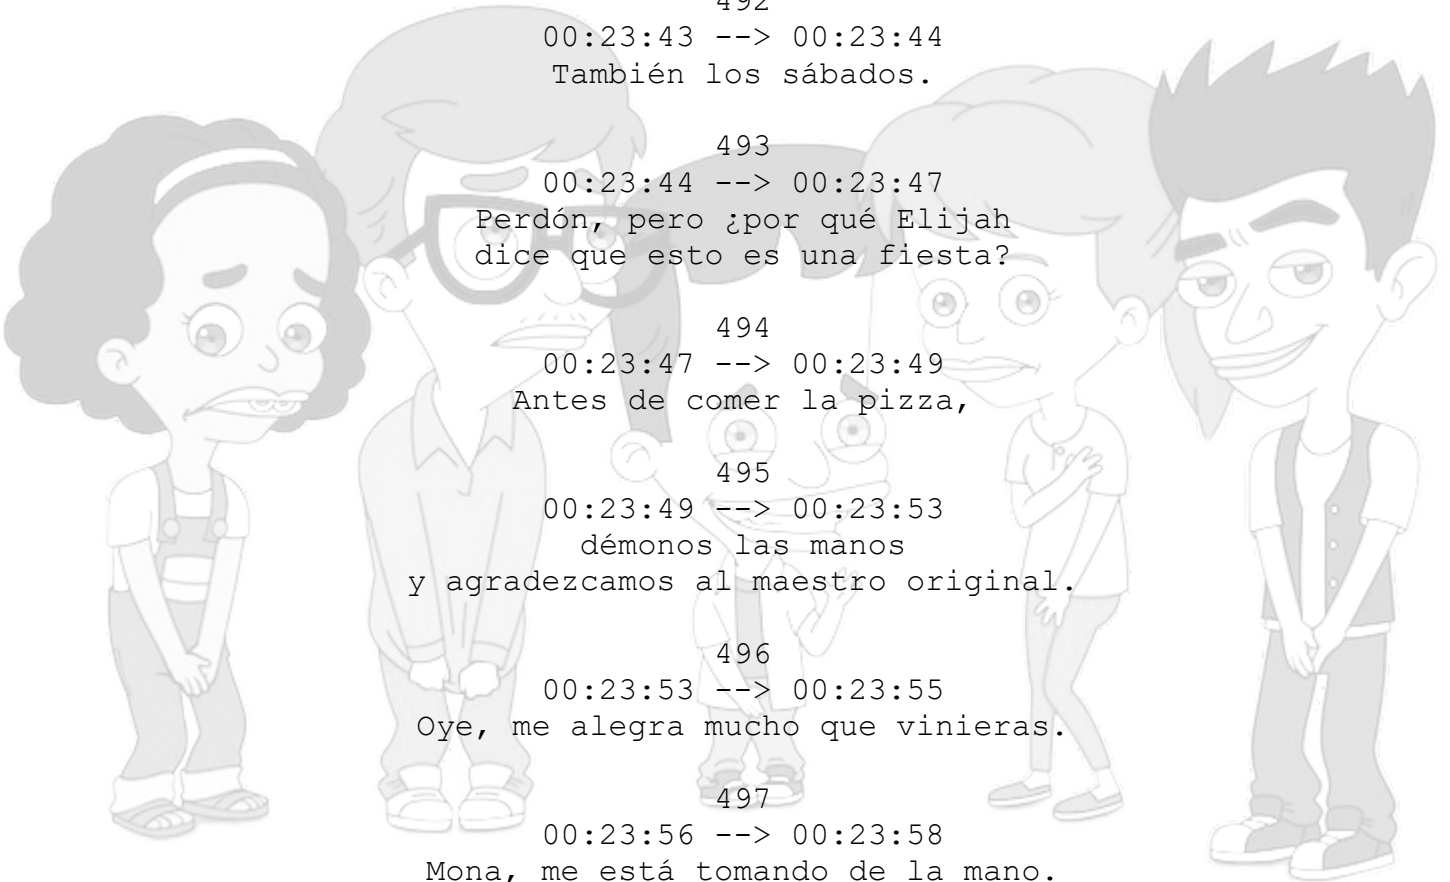 492
00:23:43 --> 00:23:44
También los sábados.
493
00:23:44 --> 00:23:47
Perdón, pero ¿por qué Elijah
dice que esto es una fiesta?
494
00:23:47 --> 00:23:49
Antes de comer la pizza,
495
00:23:49 --> 00:23:53
démonos las manos
y agradezcamos al maestro original.
496
00:23:53 --> 00:23:55
Oye, me alegra mucho que vinieras.
497
00:23:56 --> 00:23:58
Mona, me está tomando de la mano.